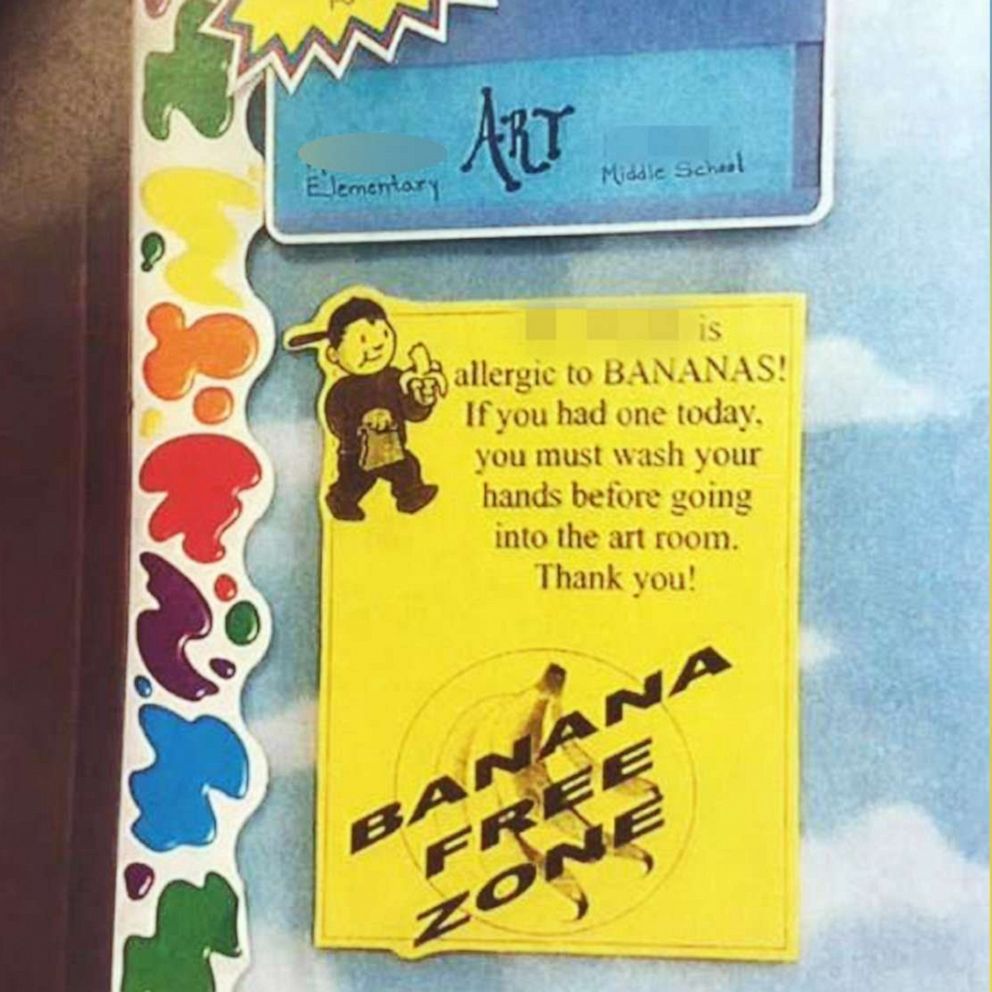 ART
Elementary
Middle School
is
allergic to BANANAS!
If you had one today,
you must wash your
hands before going
into the art room.
Thank you!
BANANA
FREE
ZONE